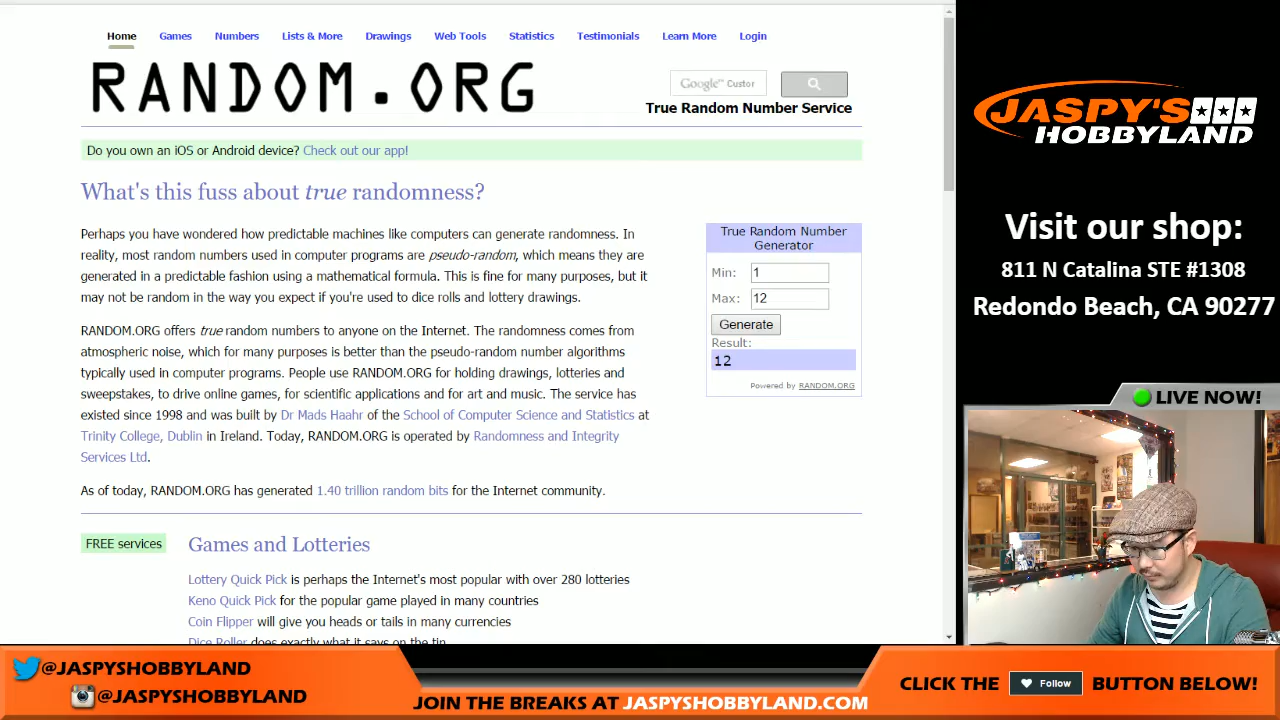 Home Games Numbers Lists & More Drawings Web Tools Statistics Testimonials Learn More Login
RANDOM.ORG
Google™ Custor
True Random Number Service
Do you own an iOS or Android device? Check out our app!
What's this fuss about true randomness?
Perhaps you have wondered how predictable machines like computers can generate randomness. In
reality, most random numbers used in computer programs are pseudo-random, which means they are
generated in a predictable fashion using a mathematical formula. This is fine for many purposes, but it
may not be random in the way you expect if you're used to dice rolls and lottery drawings.
RANDOM.ORG offers true random numbers to anyone on the Internet. The randomness comes from
atmospheric noise, which for many purposes is better than the pseudo-random number algorithms
typically used in computer programs. People use RANDOM.ORG for holding drawings, lotteries and
sweepstakes, to drive online games, for scientific applications and for art and music. The service has
existed since 1998 and was built by Dr Mads Haahr of the School of Computer Science and Statistics at
Trinity College, Dublin in Ireland. Today, RANDOM.ORG is operated by Randomness and Integrity
Services Ltd.
As of today, RANDOM.ORG has generated 1.40 trillion random bits for the Internet community.
True Random Number
Generator
Min: 1
Max: 12
Generate
Result:
12
Powered by RANDOM.ORG
FREE services
Games and Lotteries
Lottery Quick Pick is perhaps the Internet's most popular with over 280 lotteries
Keno Quick Pick for the popular game played in many countries
Coin Flipper will give you heads or tails in many currencies
Dice Roller does exactly what it says on the tin
JASPY'S
HOBBYLAND
Visit our shop:
811 N Catalina STE #1308
Redondo Beach, CA 90277
LIVE NOW!
@JASPYSHOBBYLAND
@JASPYSHOBBYLAND
JOIN THE BREAKS AT JASPYSHOBBYLAND.COM
CLICK THE Follow BUTTON BELOW!